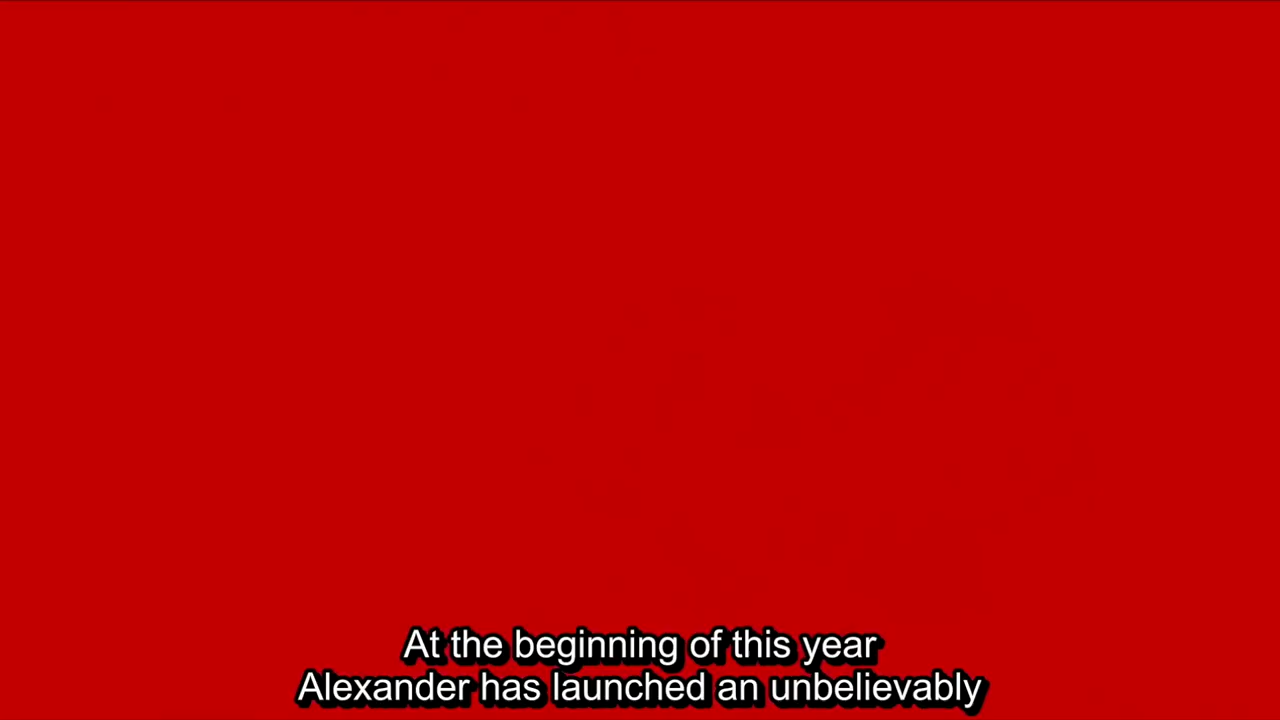 At the beginning of this year
Alexander has launched an unbelievably